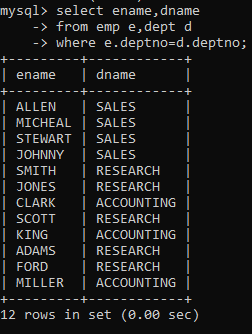 mysql> select ename,dname
    -> from emp e,dept d
    -> where e.deptno=d.deptno;
+---------+------------+
| ename   | dname      |
+---------+------------+
| ALLEN   | SALES      |
| MICHEAL | SALES      |
| STEWART | SALES      |
| JOHNNY  | SALES      |
| SMITH   | RESEARCH   |
| JONES   | RESEARCH   |
| CLARK   | ACCOUNTING |
| SCOTT   | RESEARCH   |
| KING    | ACCOUNTING |
| ADAMS   | RESEARCH   |
| FORD    | RESEARCH   |
| MILLER  | ACCOUNTING |
+---------+------------+
12 rows in set (0.00 sec)